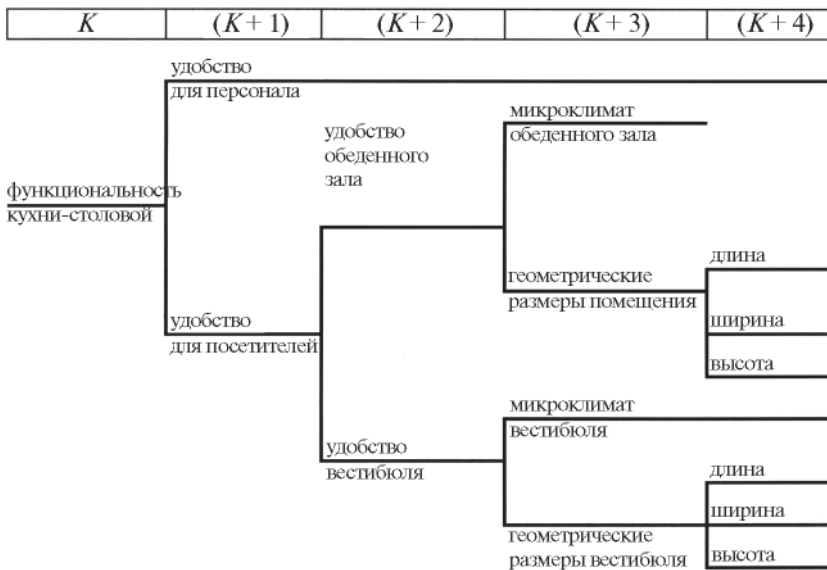 K (K + 1) (K + 2) (K + 3) (K + 4)
удобство
для персонала
микроклимат
обеденного зала
удобство
обеденного
зала
функциональность
кухни-столовой
длина
геометрические
размеры помещения
удобство
для посетителей
ширина
высота
микроклимат
вестибюля
удобство
вестибюля
длина
ширина
геометрические
размеры вестибюля
высота